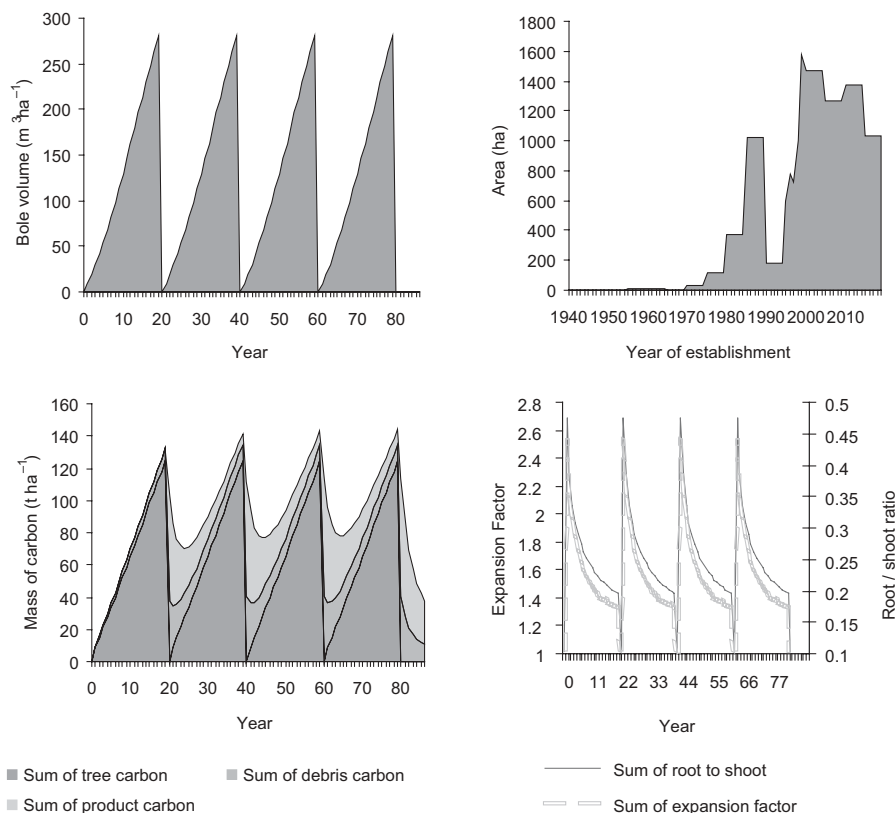 300
250
200
150
100
50
0
Bole volume (m ³ha⁻¹)
0 10 20 30 40 50 60 70 80
Year
1800
1600
1400
1200
1000
800
600
400
200
0
Area (ha)
1940 1950 1960 1970 1980 1990 2000 2010
Year of establishment
160
140
120
100
80
60
40
20
0
Mass of carbon (t ha⁻¹)
0 10 20 30 40 50 60 70 80
Year
Sum of tree carbon
Sum of debris carbon
Sum of product carbon
2.8
2.6
2.4
2.2
2
1.8
1.6
1.4
1.2
1
Expansion Factor
0.5
0.45
0.4
0.35
0.3
0.25
0.2
0.15
0.1
Root / shoot ratio
0 11 22 33 44 55 66 77
Year
Sum of root to shoot
Sum of expansion factor